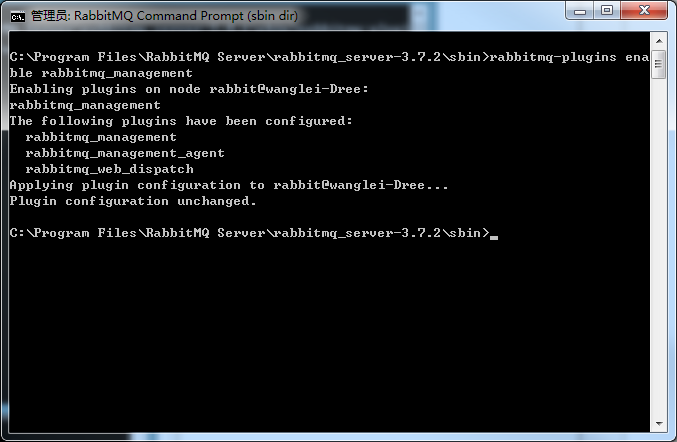 管理员: RabbitMQ Command Prompt (sbin dir)
C:\Program Files\RabbitMQ Server\rabbitmq_server-3.7.2\sbin>rabbitmq-plugins ena
ble rabbitmq_management
Enabling plugins on node rabbit@wanglei-Dree:
rabbitmq_management
The following plugins have been configured:
  rabbitmq_management
  rabbitmq_management_agent
  rabbitmq_web_dispatch
Applying plugin configuration to rabbit@wanglei-Dree...
Plugin configuration unchanged.
C:\Program Files\RabbitMQ Server\rabbitmq_server-3.7.2\sbin>